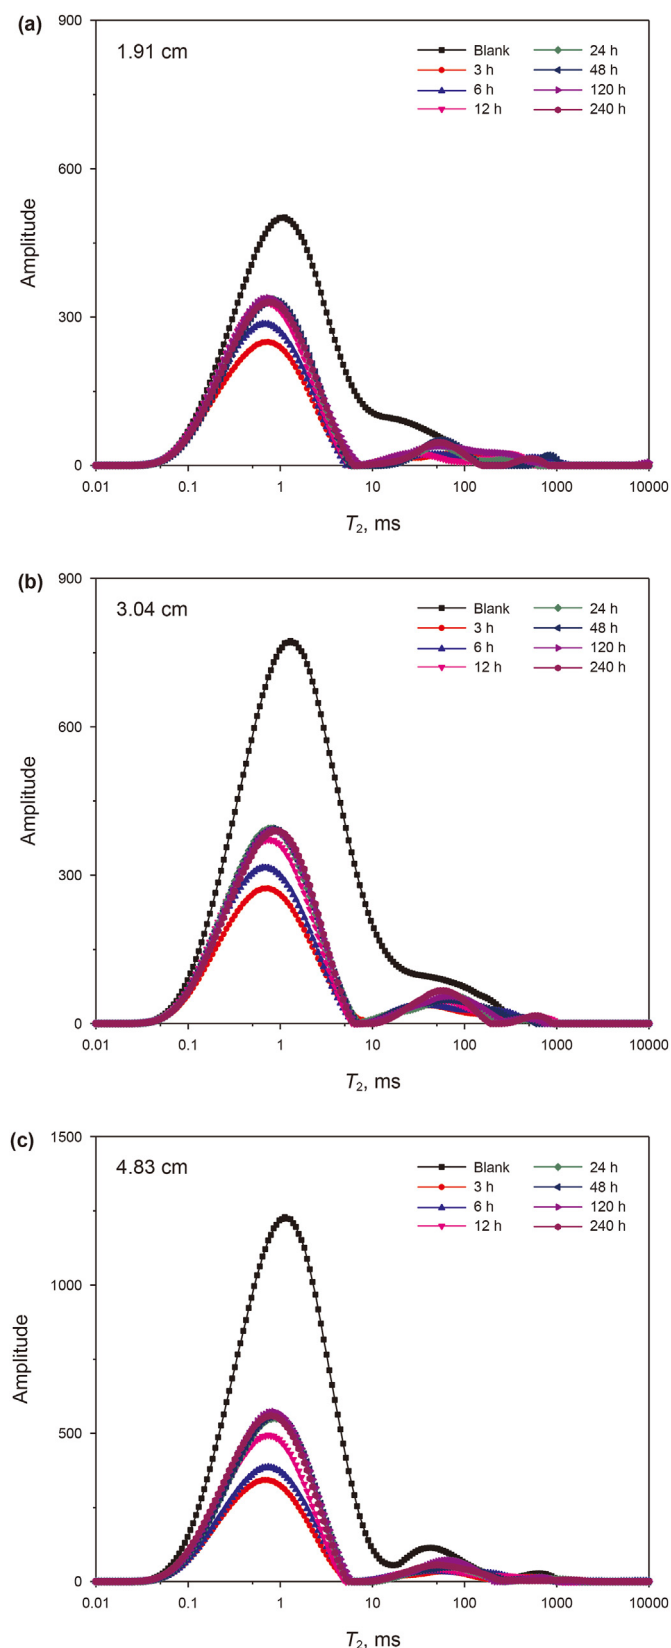 (a)
900
1.91 cm
Blank
24 h
3 h
48 h
6 h
120 h
12 h
240 h
600
Amplitude
300
0
0.01 0.1 1 10 100 1000 10000
T2, ms
(b)
900
3.04 cm
Blank
24 h
3 h
48 h
6 h
120 h
12 h
240 h
600
Amplitude
300
0
0.01 0.1 1 10 100 1000 10000
T2, ms
(c)
1500
4.83 cm
Blank
24 h
3 h
48 h
6 h
120 h
12 h
240 h
1000
Amplitude
500
0
0.01 0.1 1 10 100 1000 10000
T2, ms